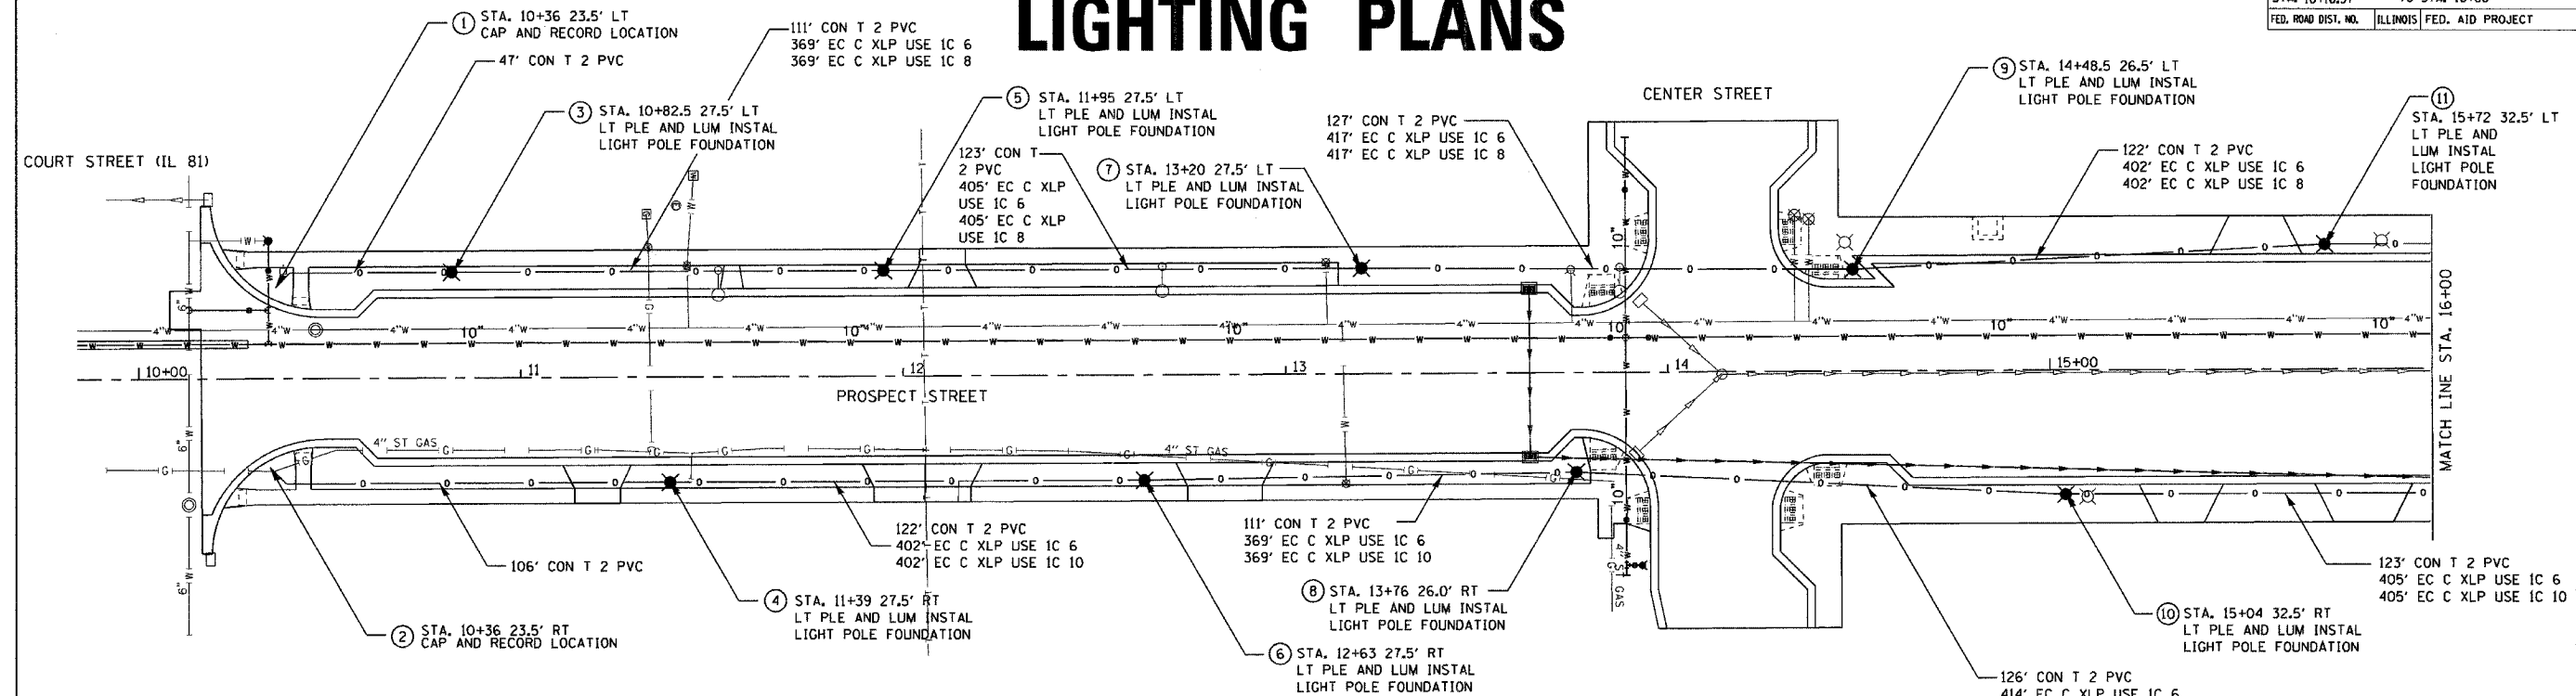 LIGHTING PLANS
FED. ROAD DIST. NO. ILLINOIS FED. AID PROJECT
1 STA. 10+36 23.5' LT
CAP AND RECORD LOCATION
47' CON T 2 PVC
111' CON T 2 PVC
369' EC C XLP USE 1C 6
369' EC C XLP USE 1C 8
3 STA. 10+82.5 27.5' LT
LT PLE AND LUM INSTAL
LIGHT POLE FOUNDATION
5 STA. 11+95 27.5' LT
LT PLE AND LUM INSTAL
LIGHT POLE FOUNDATION
123' CON T
2 PVC
405' EC C XLP
USE 1C 6
405' EC C XLP
USE 1C 8
7 STA. 13+20 27.5' LT
LT PLE AND LUM INSTAL
LIGHT POLE FOUNDATION
127' CON T 2 PVC
417' EC C XLP USE 1C 6
417' EC C XLP USE 1C 8
CENTER STREET
9 STA. 14+48.5 26.5' LT
LT PLE AND LUM INSTAL
LIGHT POLE FOUNDATION
122' CON T 2 PVC
402' EC C XLP USE 1C 6
402' EC C XLP USE 1C 8
11
STA. 15+72 32.5' LT
LT PLE AND
LUM INSTAL
LIGHT POLE
FOUNDATION
COURT STREET (IL 81)
10+00 11 12 13 14 15+00
PROSPECT STREET
MATCH LINE STA. 16+00
4" ST GAS
4" ST GAS
4" ST GAS
106' CON T 2 PVC
2 STA. 10+36 23.5' RT
CAP AND RECORD LOCATION
4 STA. 11+39 27.5' RT
LT PLE AND LUM INSTAL
LIGHT POLE FOUNDATION
122' CON T 2 PVC
402' EC C XLP USE 1C 6
402' EC C XLP USE 1C 10
6 STA. 12+63 27.5' RT
LT PLE AND LUM INSTAL
LIGHT POLE FOUNDATION
111' CON T 2 PVC
369' EC C XLP USE 1C 6
369' EC C XLP USE 1C 10
8 STA. 13+76 26.0' RT
LT PLE AND LUM INSTAL
LIGHT POLE FOUNDATION
10 STA. 15+04 32.5' RT
LT PLE AND LUM INSTAL
LIGHT POLE FOUNDATION
123' CON T 2 PVC
405' EC C XLP USE 1C 6
405' EC C XLP USE 1C 10
126' CON T 2 PVC
414' EC C XLP USE 1C 6